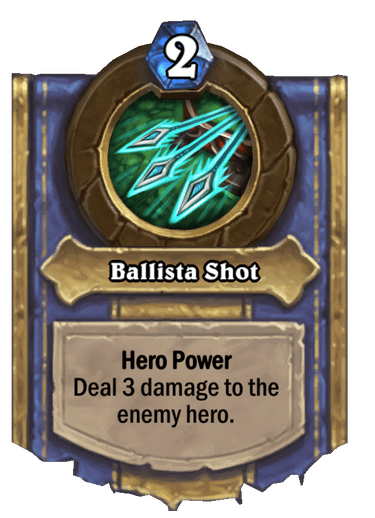 2
Ballista Shot
Hero Power
Deal 3 damage to the
enemy hero.